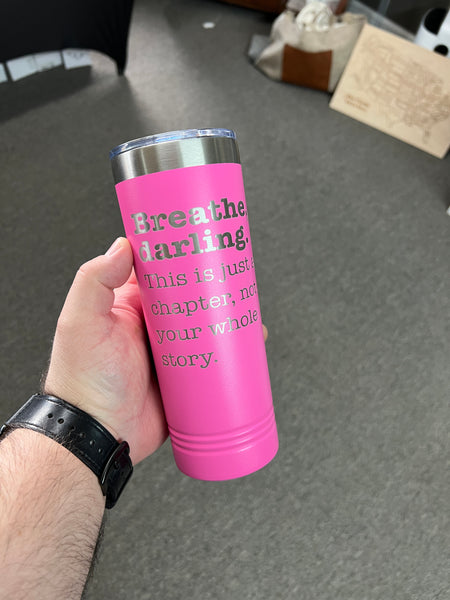 Breathe,
darling.
This is just a
chapter, not
your whole
story.